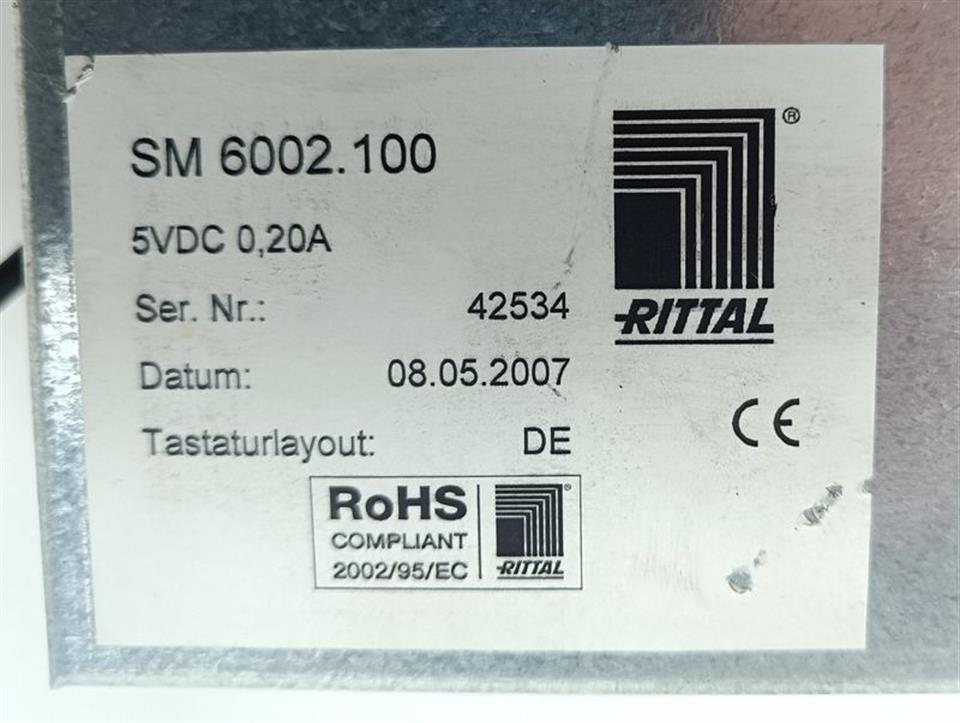 SM 6002.100
®
5VDC 0,20A
Ser. Nr.: 42534
RITTAL
Datum: 08.05.2007
CE
Tastaturlayout: DE
RoHS
COMPLIANT
2002/95/EC
®
RITTAL